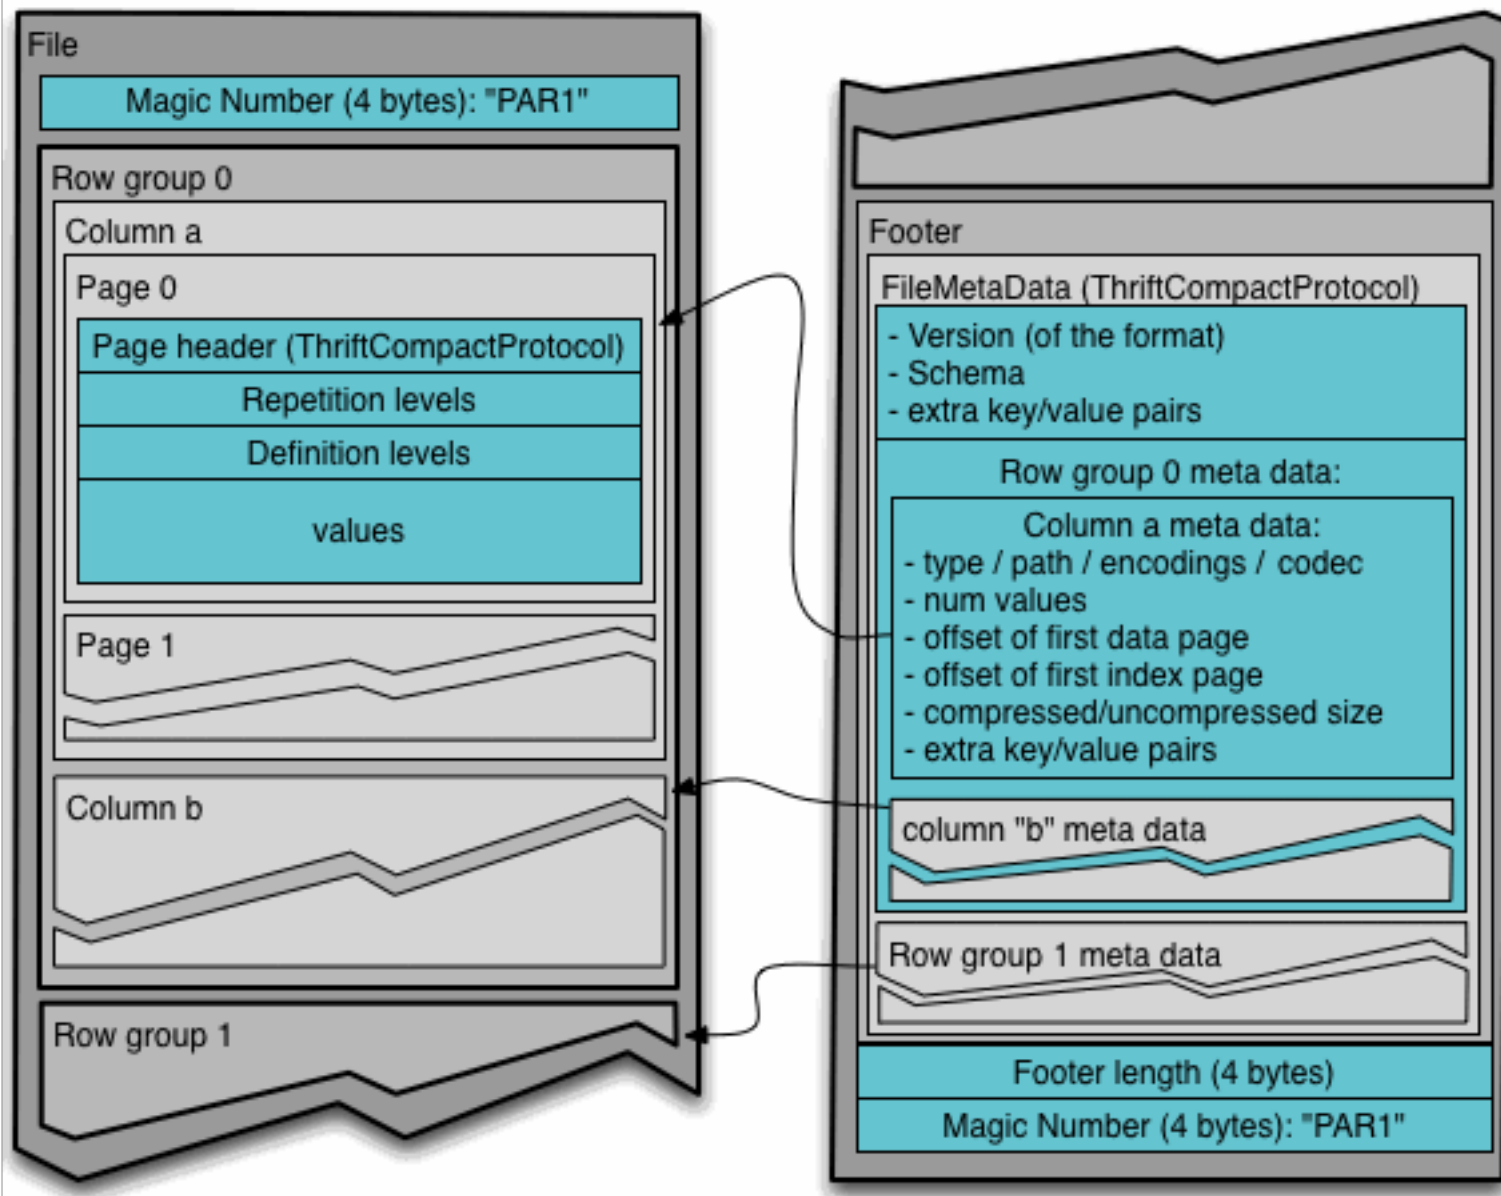 File
Magic Number (4 bytes): "PAR1"
Row group 0
Column a
Page 0
Page header (ThriftCompactProtocol)
Repetition levels
Definition levels
values
Page 1
Column b
Row group 1
Footer
FileMetaData (ThriftCompactProtocol)
- Version (of the format)
- Schema
- extra key/value pairs
Row group 0 meta data:
Column a meta data:
- type / path / encodings / codec
- num values
- offset of first data page
- offset of first index page
- compressed/uncompressed size
- extra key/value pairs
column "b" meta data
Row group 1 meta data
Footer length (4 bytes)
Magic Number (4 bytes): "PAR1"